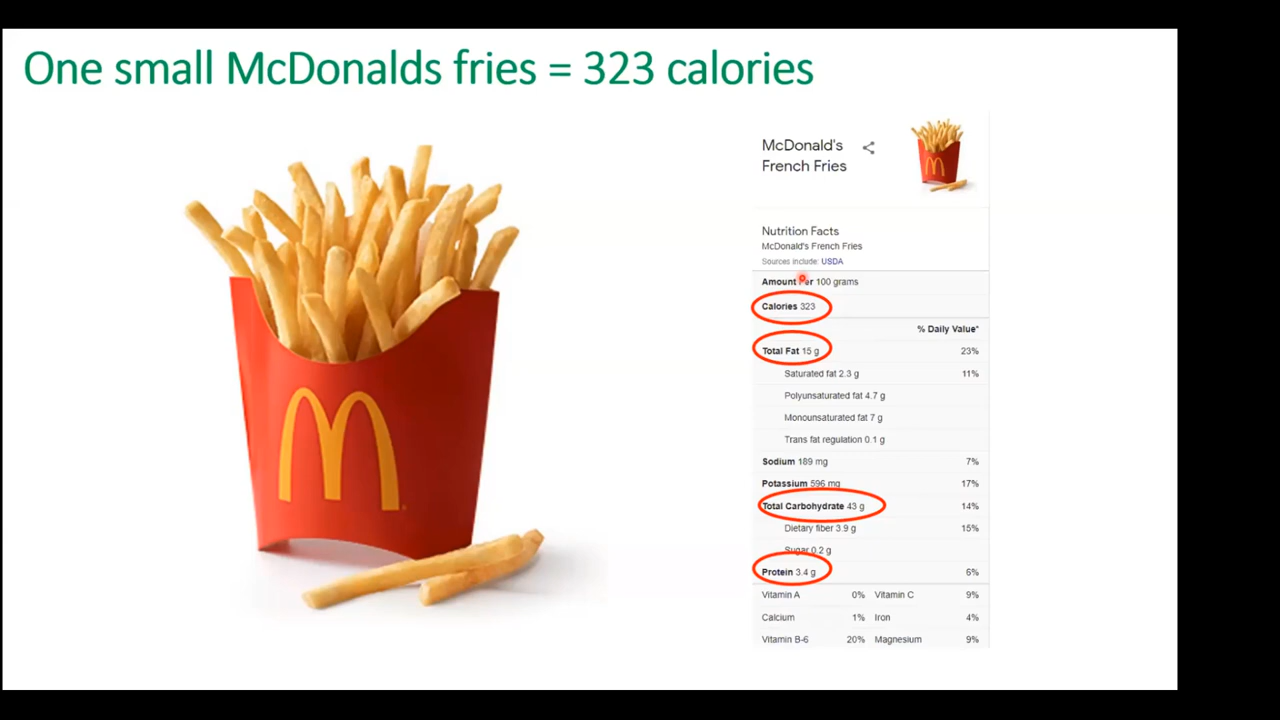 One small McDonalds fries = 323 calories
McDonald's
French Fries
Nutrition Facts
McDonald's French Fries
Sources include: USDA
Amount Per 100 grams
Calories 323
% Daily Value*
Total Fat 15 g 23%
Saturated fat 2.3 g 11%
Polyunsaturated fat 4.7 g
Monounsaturated fat 7 g
Trans fat regulation 0.1 g
Sodium 189 mg 7%
Potassium 596 mg 17%
Total Carbohydrate 43 g 14%
Dietary fiber 3.9 g 15%
Sugar 0.2 g
Protein 3.4 g 6%
Vitamin A 0% Vitamin C 9%
Calcium 1% Iron 4%
Vitamin B-6 20% Magnesium 9%